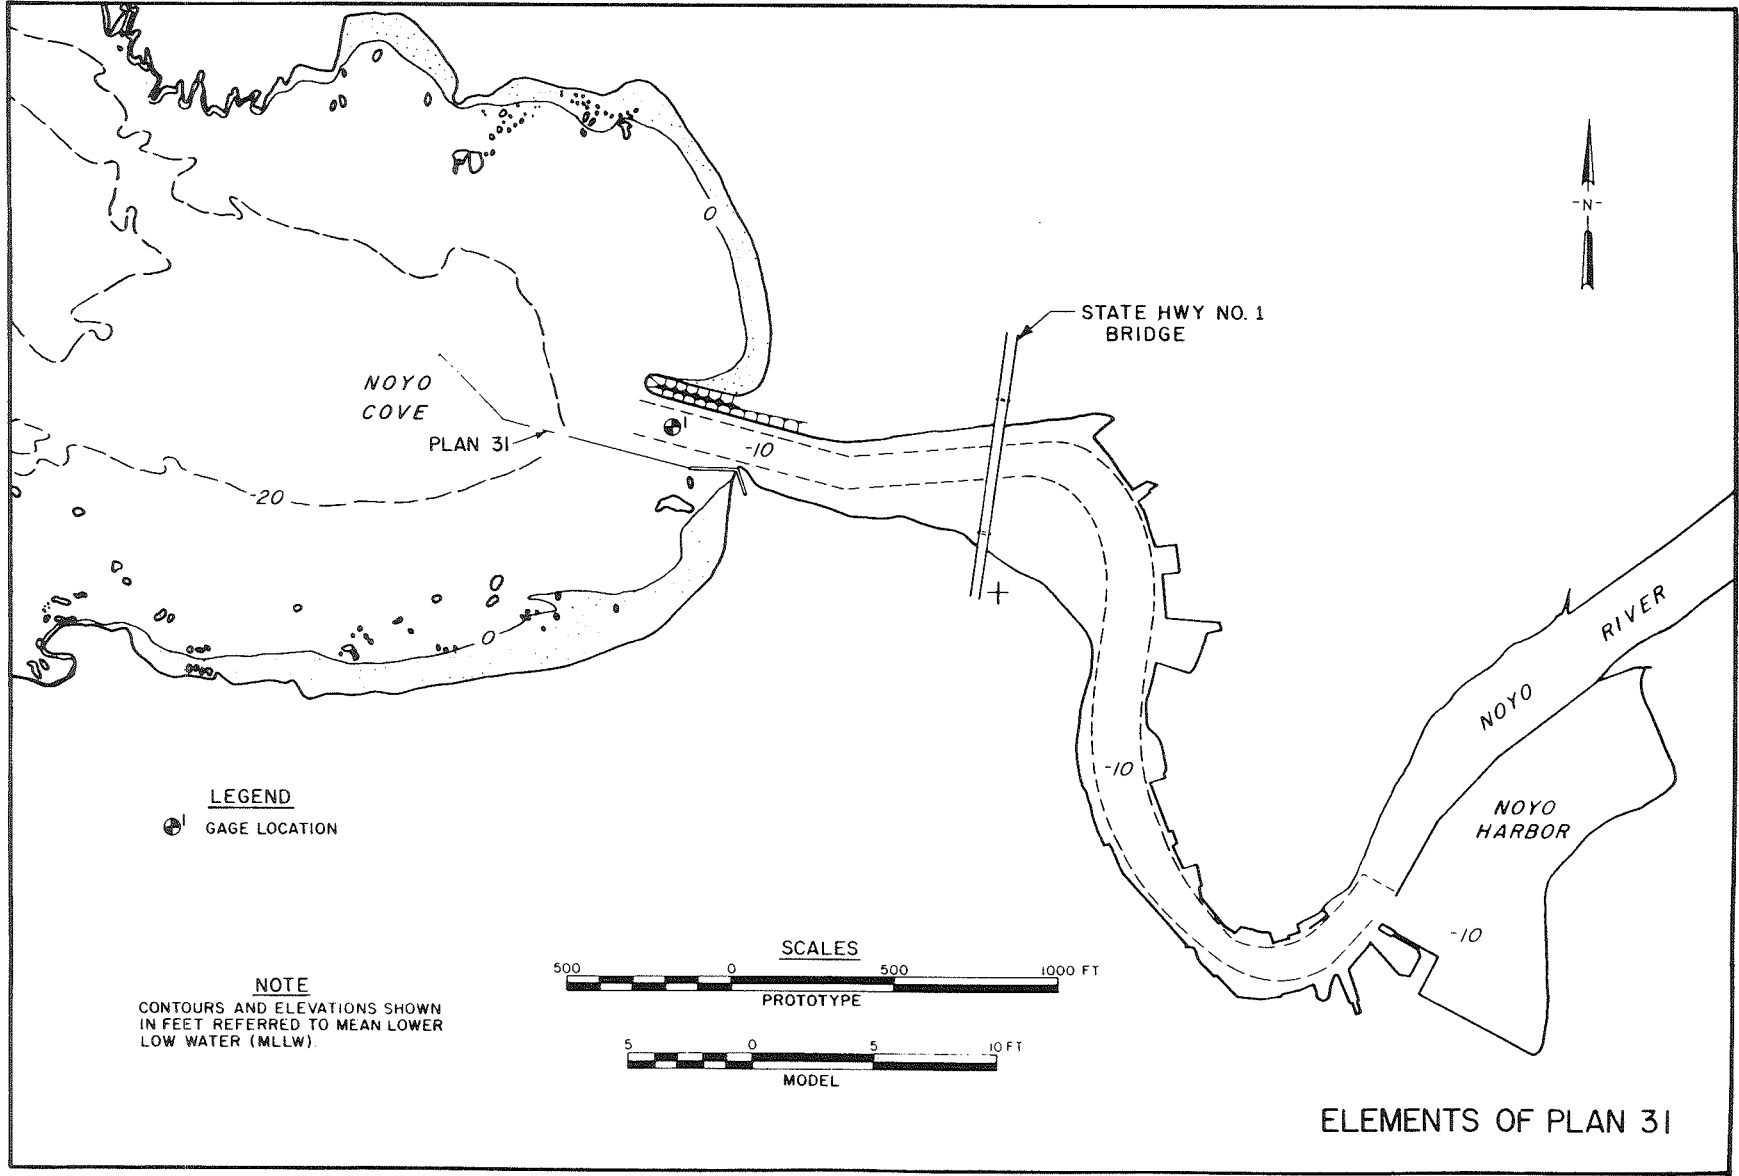 0
-N-
STATE HWY NO. 1
BRIDGE
NOYO
COVE
PLAN 31
1
-10
-20
0
NOYO RIVER
-10
LEGEND
1 GAGE LOCATION
NOYO
HARBOR
-10
SCALES
500 0 500 1000 FT
PROTOTYPE
NOTE
CONTOURS AND ELEVATIONS SHOWN
IN FEET REFERRED TO MEAN LOWER
LOW WATER (MLLW).
5 0 5 10 FT
MODEL
ELEMENTS OF PLAN 31